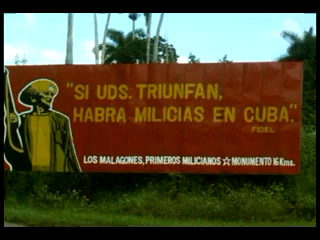 "SI UDS. TRIUNFAN,
HABRA MILICIAS EN CUBA."
FIDEL.
LOS MALAGONES, PRIMEROS MILICIANOS ☆ MONUMENTO 16 Kms.